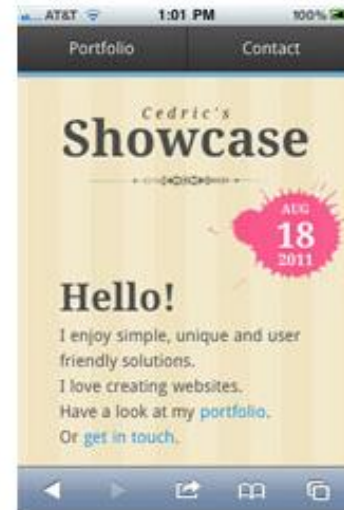 AT&T 1:01 PM 100%
Portfolio Contact
Cedric's
Showcase
AUG
18
2011
Hello!
I enjoy simple, unique and user
friendly solutions.
I love creating websites.
Have a look at my portfolio.
Or get in touch.